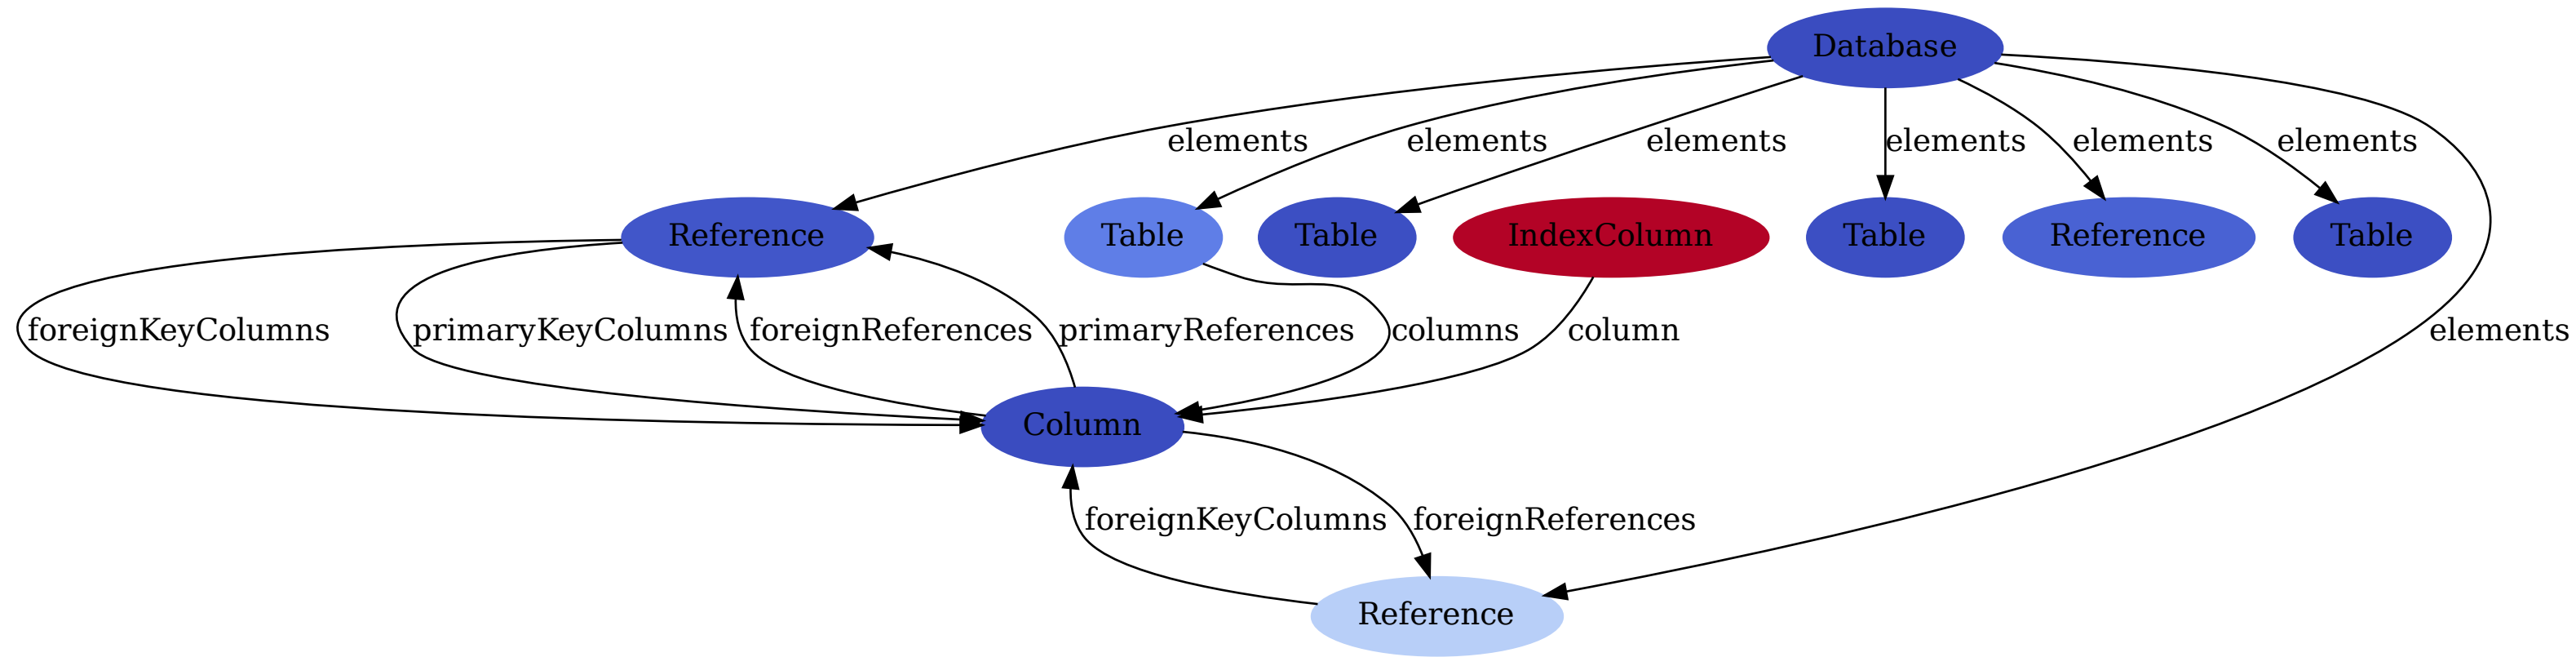 Database
elements
elements
elements
elements
elements
elements
Reference
Table
Table
IndexColumn
Table
Reference
Table
foreignKeyColumns
primaryKeyColumns
foreignReferences
primaryReferences
columns
column
elements
Column
foreignKeyColumns
foreignReferences
Reference